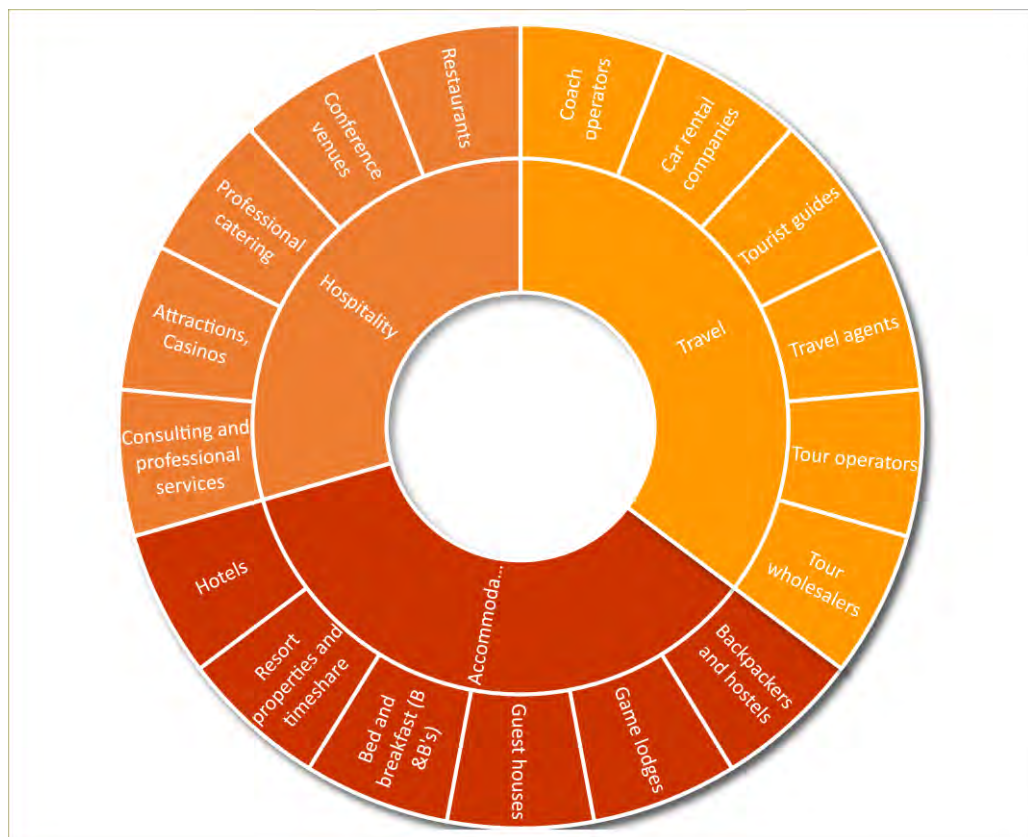 Coach
operators
Car rental
companies
Tourist guides
Travel agents
Tour operators
Tour
wholesalers
Backpackers
and hostels
Game lodges
Guest houses
Bed and
breakfast (B
&B's)
Resort
properties and
timeshare
Hotels
Consulting and
professional
services
Attractions,
Casinos
Professional
catering
Conference
venues
Restaurants
Travel
Accommoda...
Hospitality